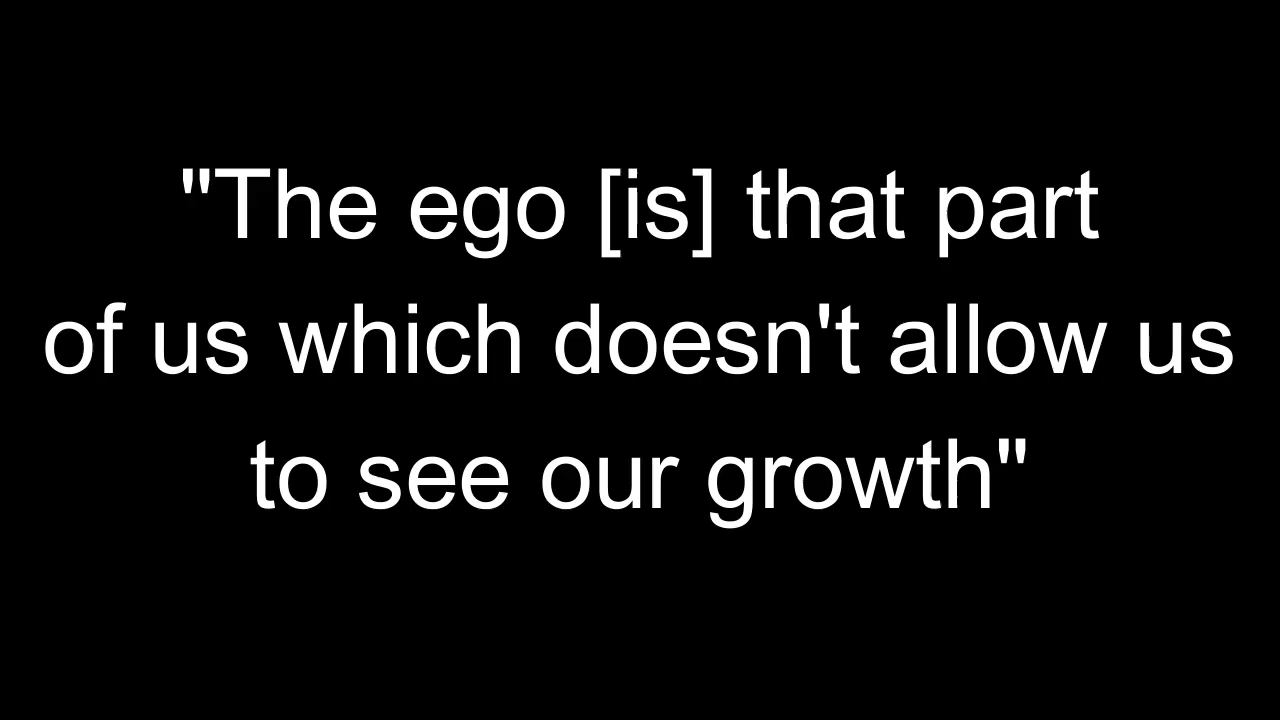 "The ego [is] that part
of us which doesn't allow us
to see our growth"